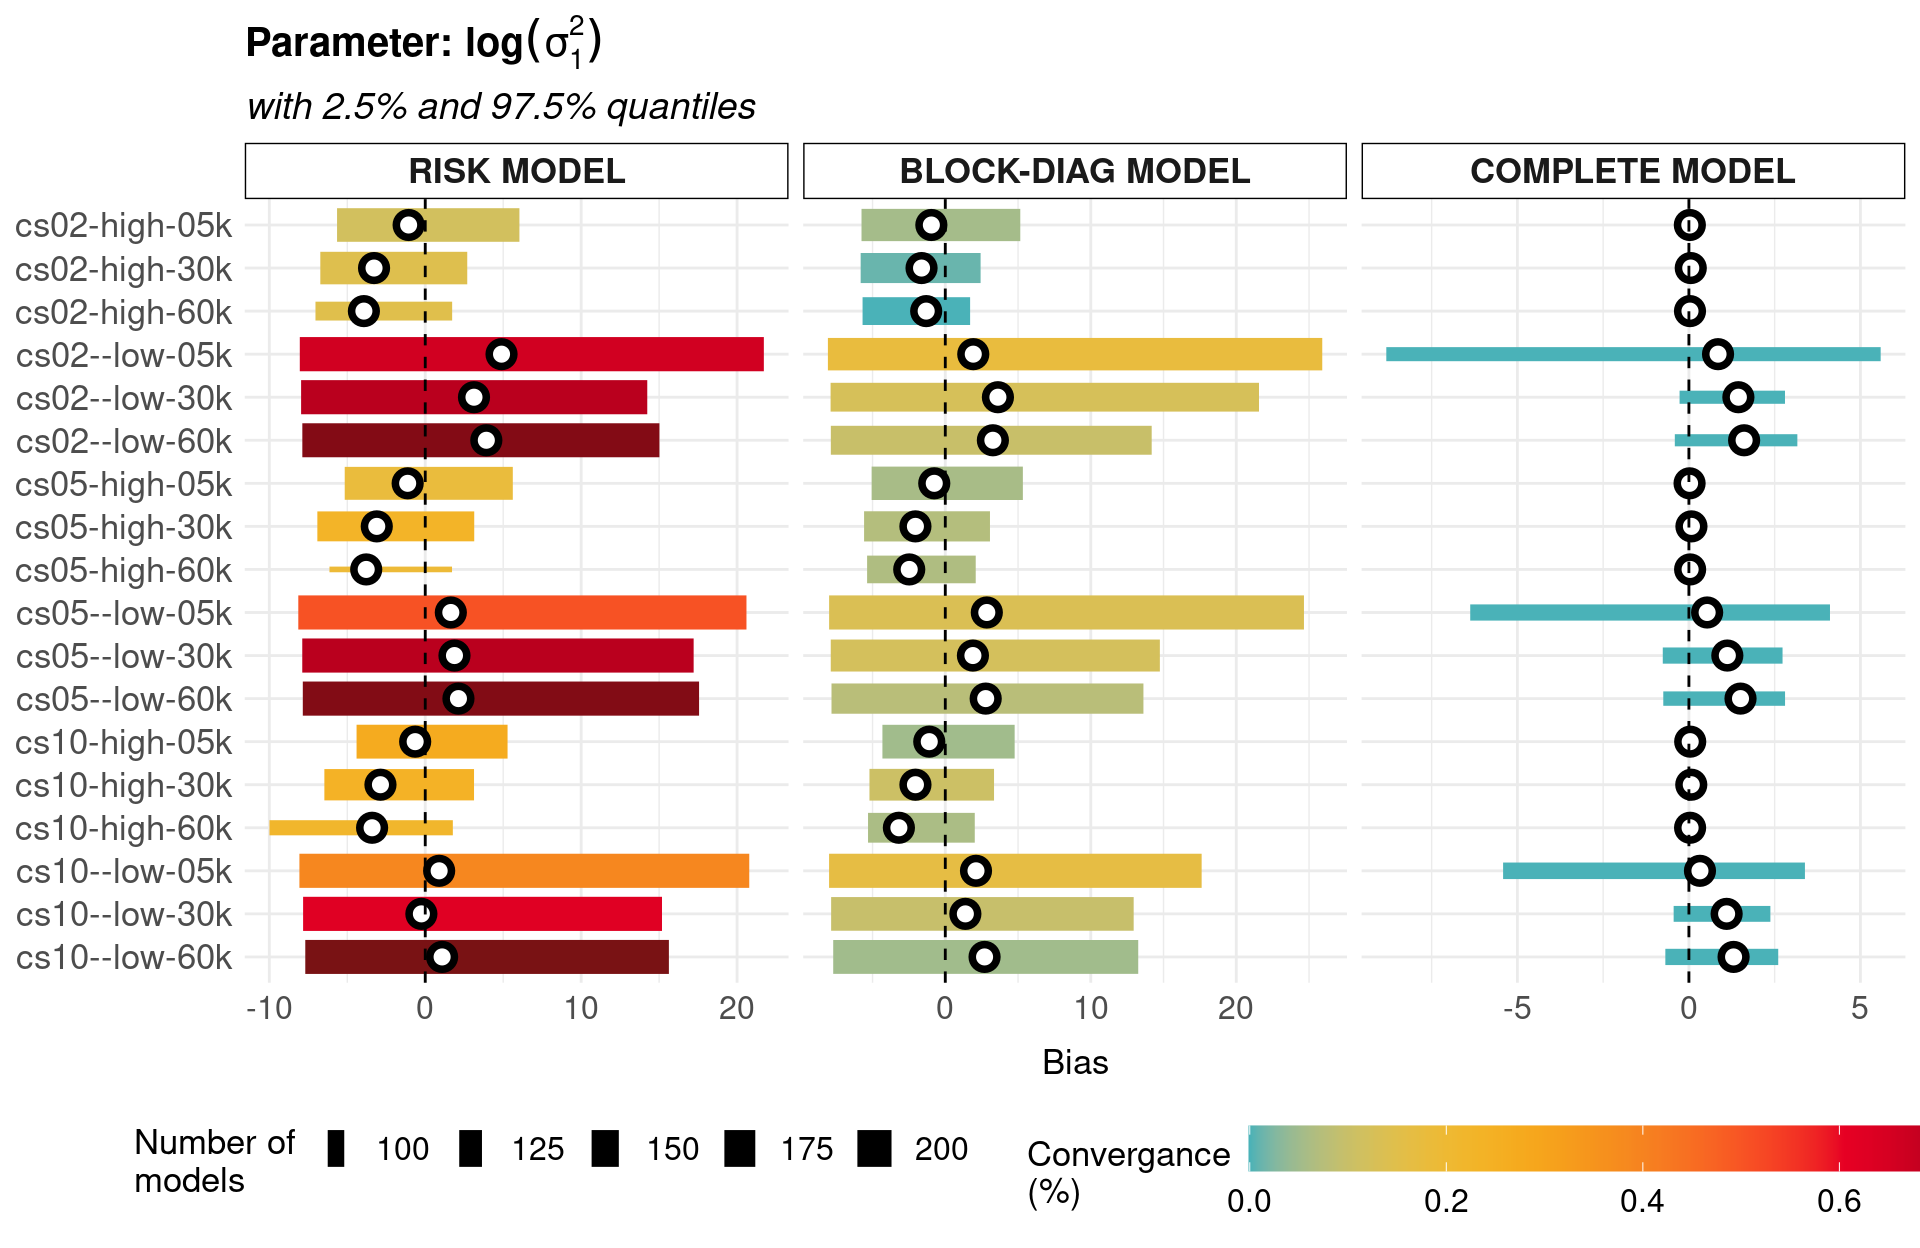 Parameter: log(σ₁²)
with 2.5% and 97.5% quantiles
RISK MODEL BLOCK-DIAG MODEL COMPLETE MODEL
cs02-high-05k
cs02-high-30k
cs02-high-60k
cs02--low-05k
cs02--low-30k
cs02--low-60k
cs05-high-05k
cs05-high-30k
cs05-high-60k
cs05--low-05k
cs05--low-30k
cs05--low-60k
cs10-high-05k
cs10-high-30k
cs10-high-60k
cs10--low-05k
cs10--low-30k
cs10--low-60k
-10 0 10 20 0 10 20 -5 0 5
Bias
Number of
models
100 125 150 175 200
Convergance
(%)
0.0 0.2 0.4 0.6